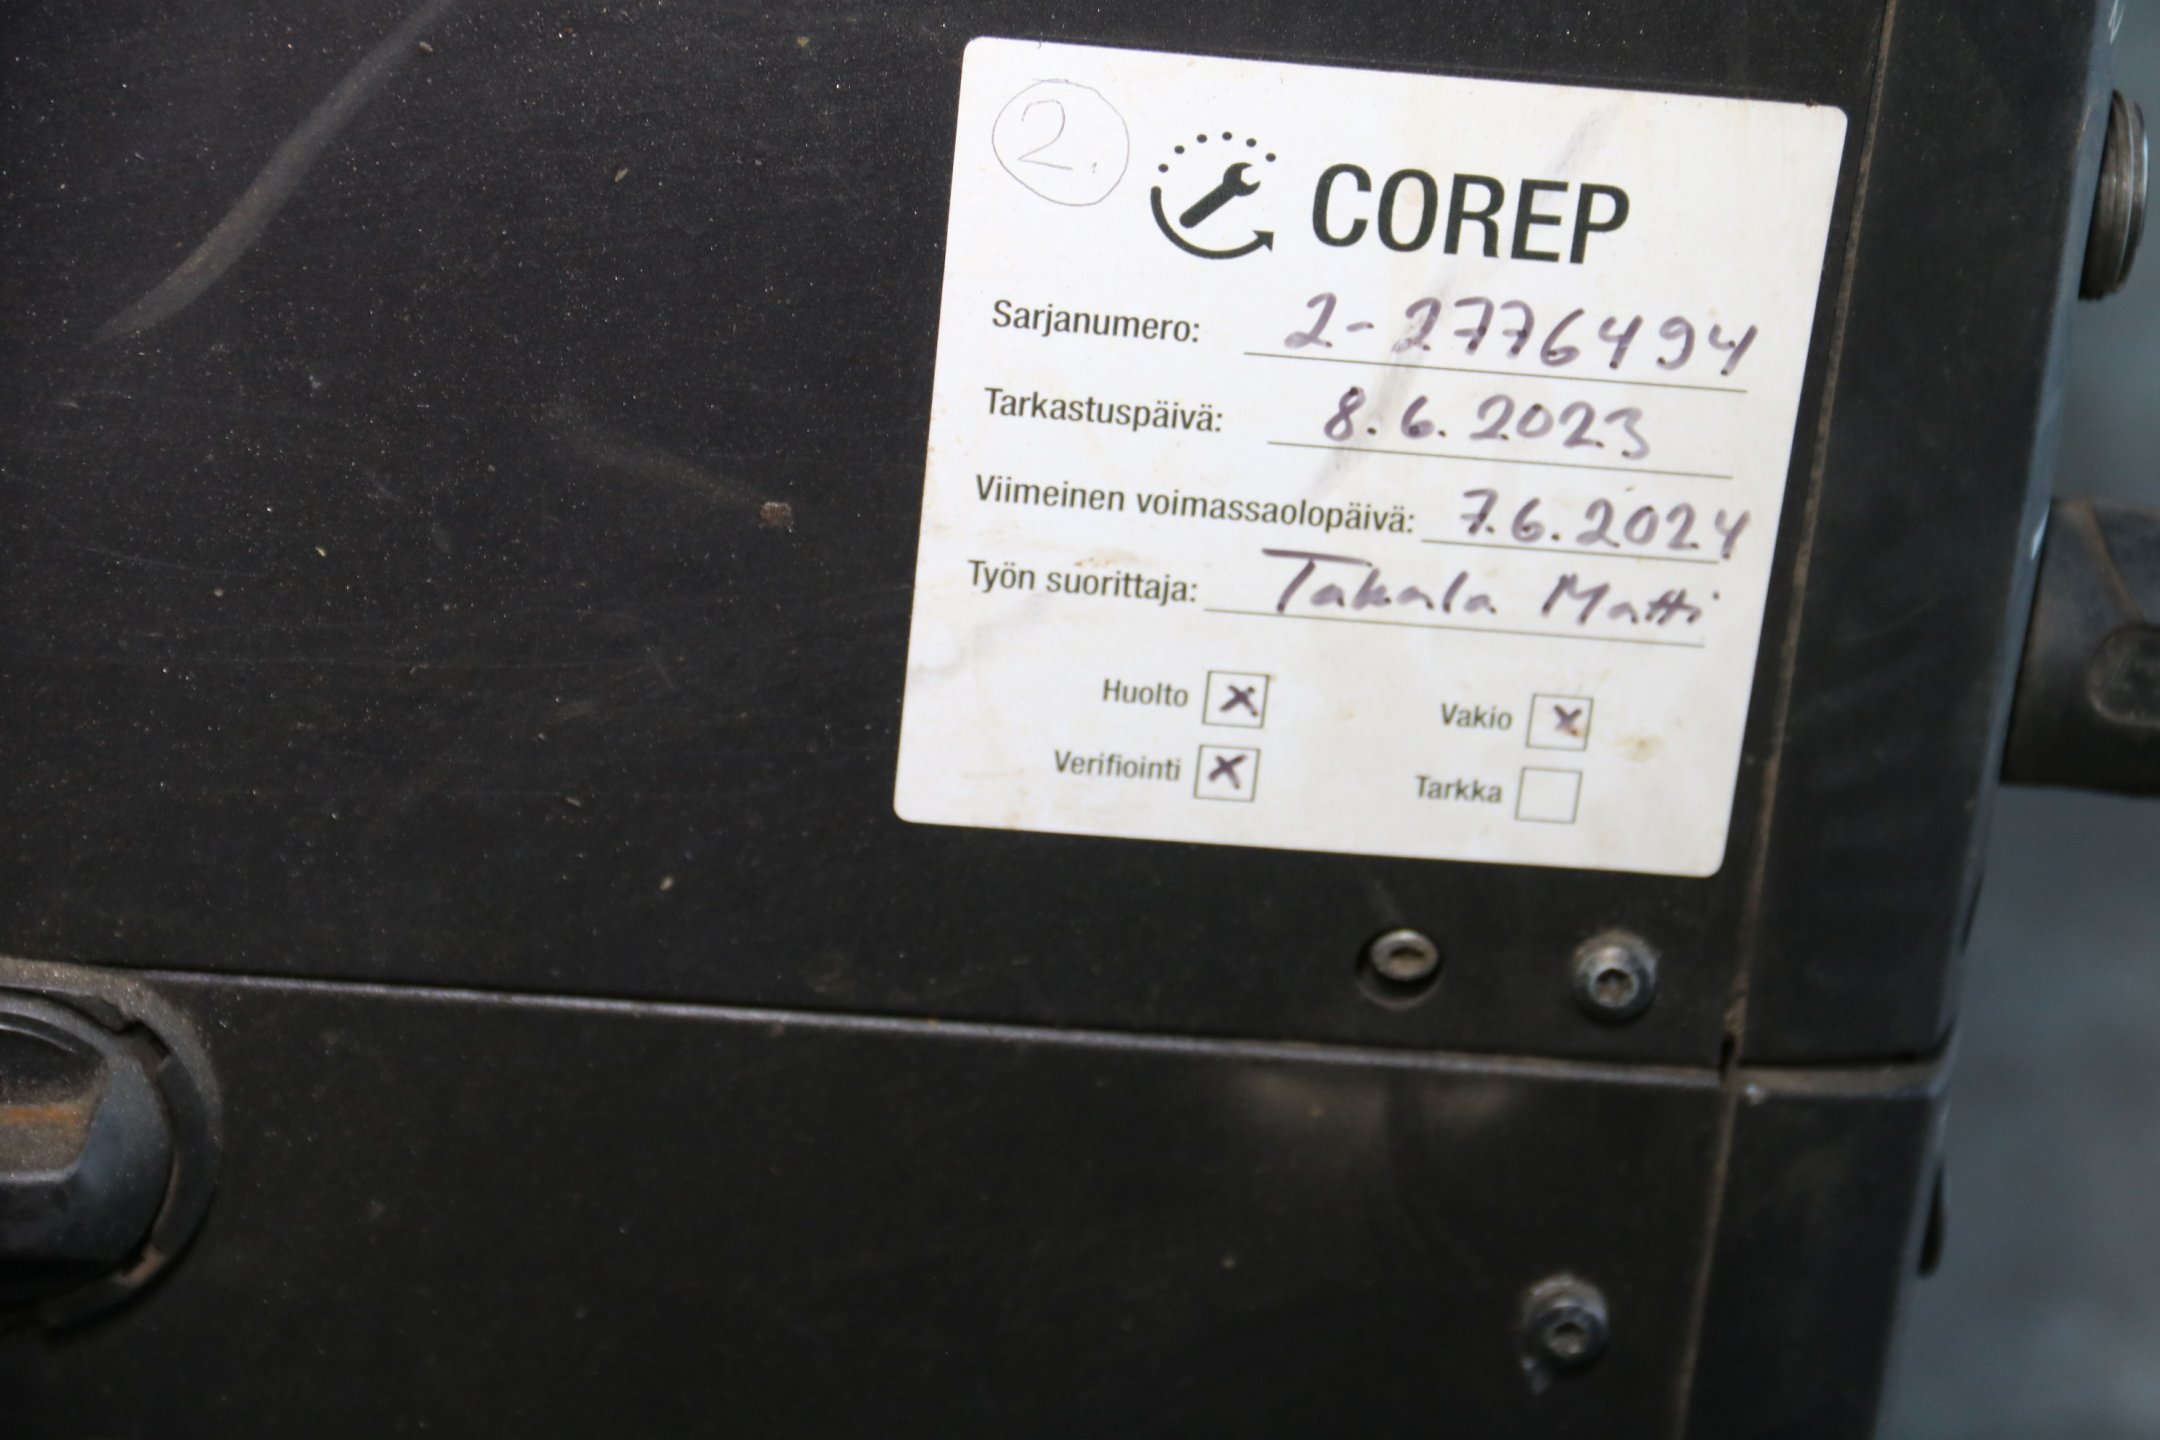 2.
COREP
Sarjanumero: 2-2776494
Tarkastuspäivä: 8.6.2023
Viimeinen voimassaolopäivä: 7.6.2024
Työn suorittaja: Takala Matti
Huolto x Vakio x
Verifiointi x Tarkka